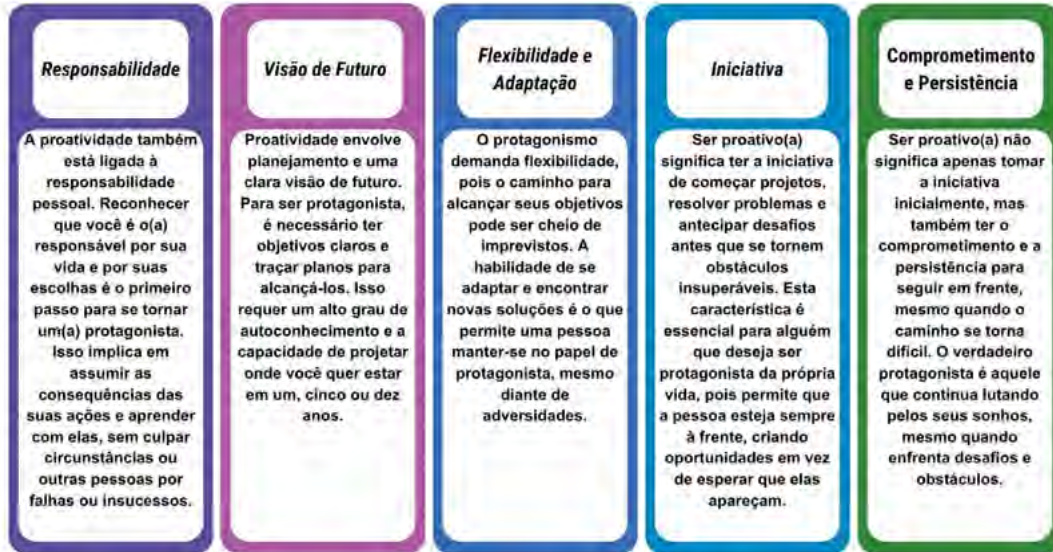 Responsabilidade
A proatividade também
está ligada à
responsabilidade
pessoal. Reconhecer
que você é o(a)
responsável por sua
vida e por suas
escolhas é o primeiro
passo para se tornar
um(a) protagonista.
Isso implica em
assumir as
consequências das
suas ações e aprender
com elas, sem culpar
circunstâncias ou
outras pessoas por
falhas ou insucessos.
Visão de Futuro
Proatividade envolve
planejamento e uma
clara visão de futuro.
Para ser protagonista,
é necessário ter
objetivos claros e
traçar planos para
alcançá-los. Isso
requer um alto grau de
autoconhecimento e a
capacidade de projetar
onde você quer estar
em um, cinco ou dez
anos.
Flexibilidade e
Adaptação
O protagonismo
demanda flexibilidade,
pois o caminho para
alcançar seus objetivos
pode ser cheio de
imprevistos. A
habilidade de se
adaptar e encontrar
novas soluções é o que
permite uma pessoa
manter-se no papel de
protagonista, mesmo
diante de
adversidades.
Iniciativa
Ser proativo(a)
significa ter a iniciativa
de começar projetos,
resolver problemas e
antecipar desafios
antes que se tornem
obstáculos
insuperáveis. Esta
característica é
essencial para alguém
que deseja ser
protagonista da própria
vida, pois permite que
a pessoa esteja sempre
à frente, criando
oportunidades em vez
de esperar que elas
apareçam.
Comprometimento
e Persistência
Ser proativo(a) não
significa apenas tomar
a iniciativa
inicialmente, mas
também ter o
comprometimento e a
persistência para
seguir em frente,
mesmo quando o
caminho se torna
difícil. O verdadeiro
protagonista é aquele
que continua lutando
pelos seus sonhos,
mesmo quando
enfrenta desafios e
obstáculos.